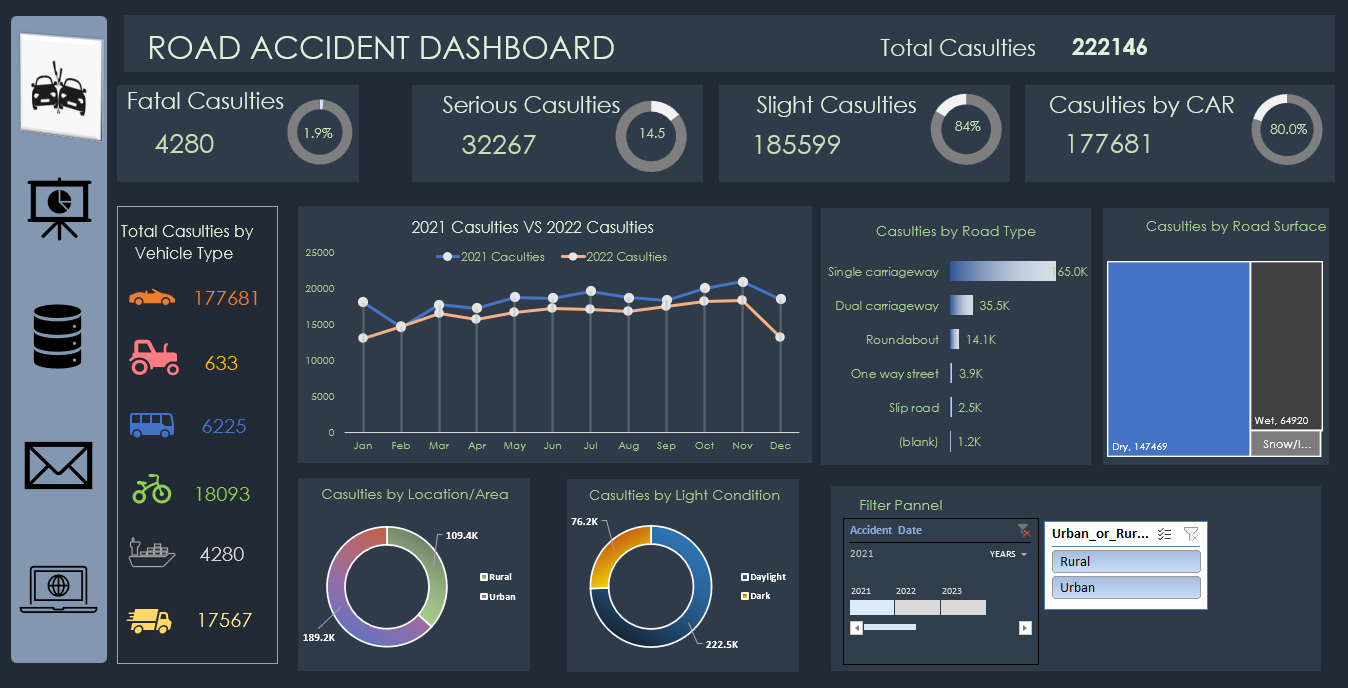 ROAD ACCIDENT DASHBOARD
Total Casulties 222146
Fatal Casulties
4280
1.9%
Serious Casulties
32267
14.5
Slight Casulties
185599
84%
Casulties by CAR
177681
80.0%
Total Casulties by
Vehicle Type
177681
633
6225
18093
4280
17567
2021 Casulties VS 2022 Casulties
2021 Caculties 2022 Casulties
25000
20000
15000
10000
5000
0
Jan Feb Mar Apr May Jun Jul Aug Sep Oct Nov Dec
Casulties by Road Type
Single carriageway 165.0K
Dual carriageway 35.5K
Roundabout 14.1K
One way street 3.9K
Slip road 2.5K
(blank) 1.2K
Casulties by Road Surface
Dry, 147469
Wet, 64920
Snow/I...
Casulties by Location/Area
109.4K
189.2K
Rural
Urban
Casulties by Light Condition
76.2K
222.5K
Daylight
Dark
Filter Pannel
Accident Date
2021 YEARS
2021 2022 2023
Urban_or_Rur...
Rural
Urban